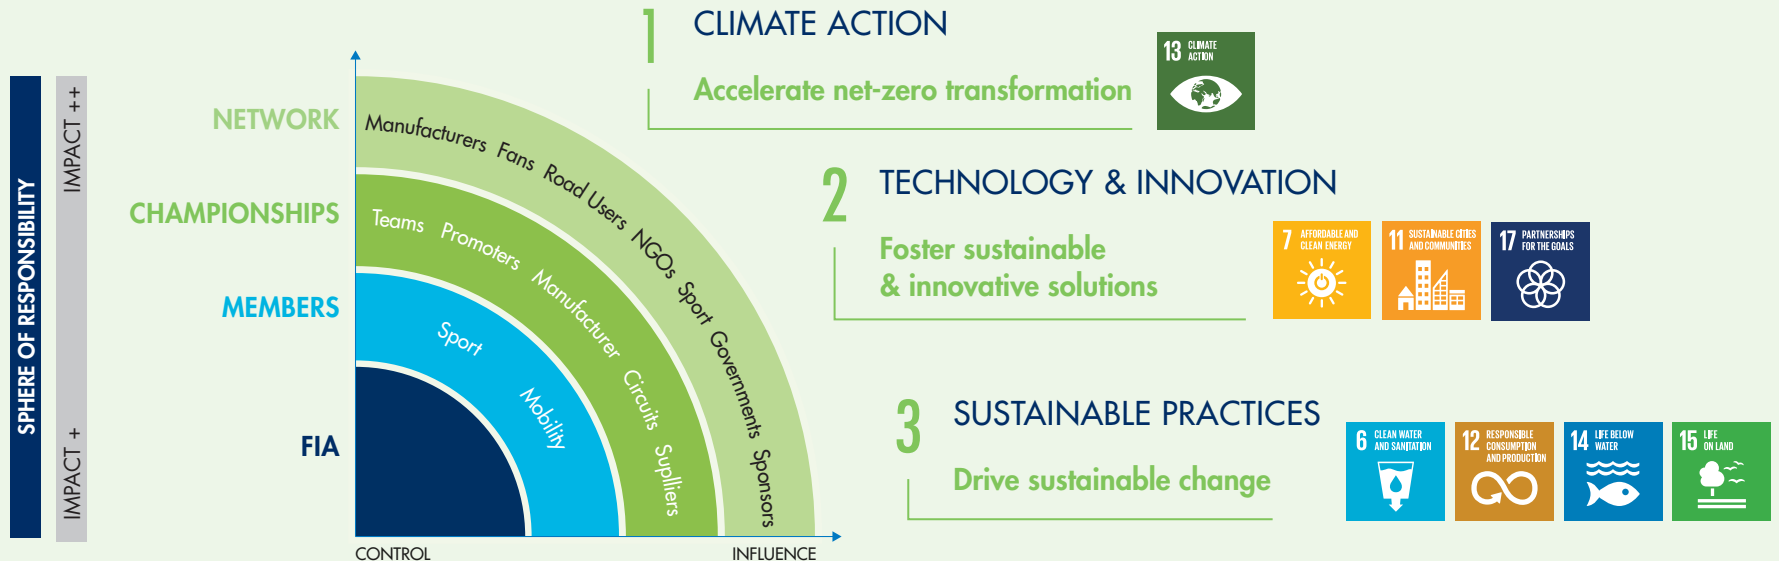 SPHERE OF RESPONSIBILITY
IMPACT ++
IMPACT +
NETWORK
CHAMPIONSHIPS
MEMBERS
FIA
Manufacturers Fans Road Users NGOs Sport Governments Sponsors
Teams Promoters Manufacturer Circuits Suplliers
Sport Mobility
CONTROL
INFLUENCE
1 CLIMATE ACTION
Accelerate net-zero transformation
13 CLIMATE
ACTION
2 TECHNOLOGY & INNOVATION
Foster sustainable
& innovative solutions
7 AFFORDABLE AND
CLEAN ENERGY
11 SUSTAINABLE CITIES
AND COMMUNITIES
17 PARTNERSHIPS
FOR THE GOALS
3 SUSTAINABLE PRACTICES
Drive sustainable change
6 CLEAN WATER
AND SANITATION
12 RESPONSIBLE
CONSUMPTION
AND PRODUCTION
14 LIFE BELOW
WATER
15 LIFE
ON LAND